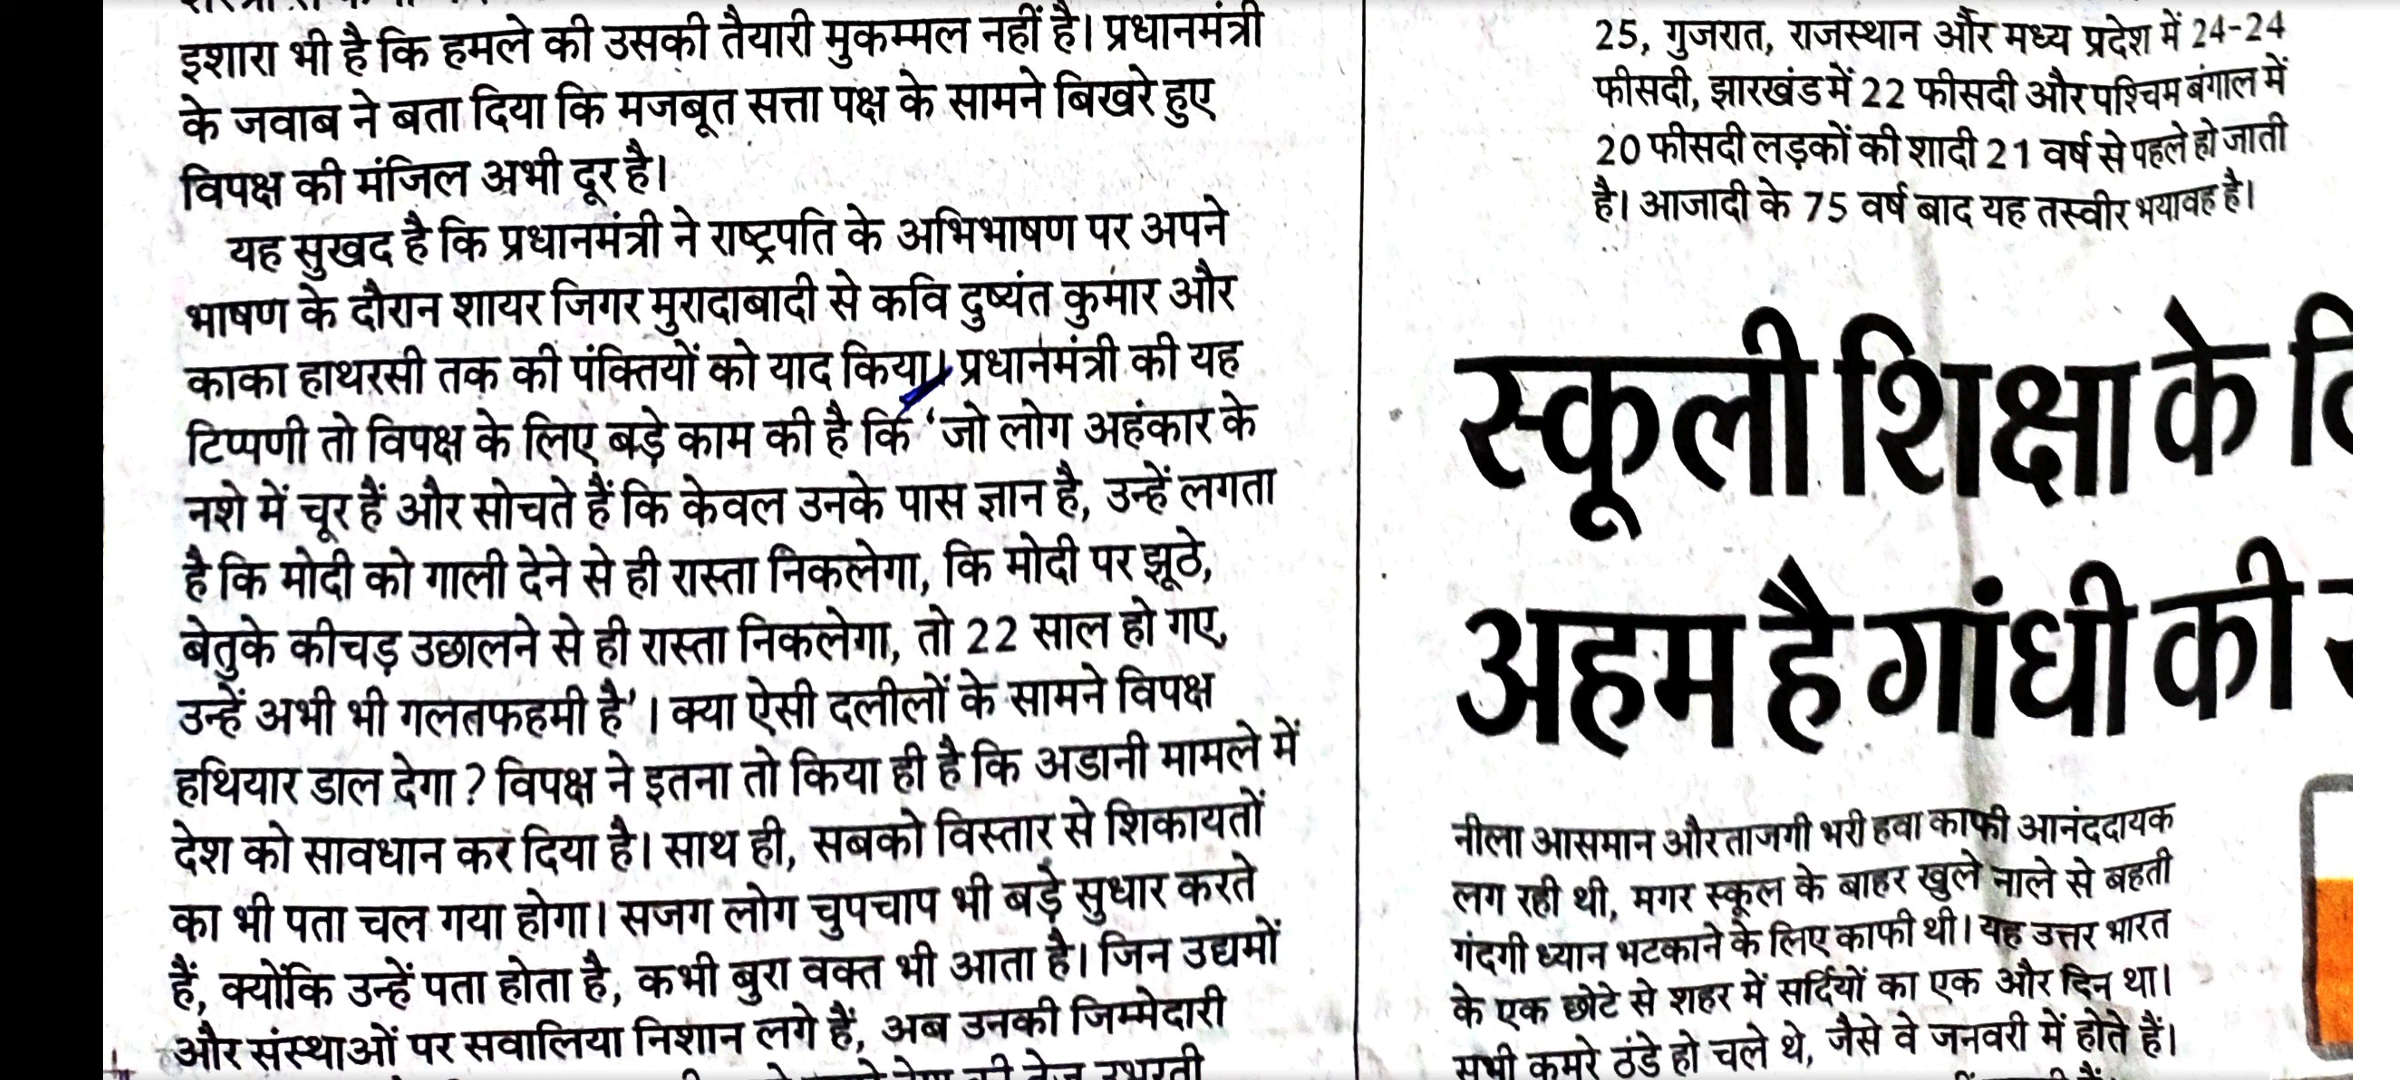 इशारा भी है कि हमले की उसकी तैयारी मुकम्मल नहीं है। प्रधानमंत्री
के जवाब ने बता दिया कि मजबूत सत्ता पक्ष के सामने बिखरे हुए
विपक्ष की मंजिल अभी दूर है।
यह सुखद है कि प्रधानमंत्री ने राष्ट्रपति के अभिभाषण पर अपने
भाषण के दौरान शायर जिगर मुरादाबादी से कवि दुष्यंत कुमार और
काका हाथरसी तक की पंक्तियों को याद किया। प्रधानमंत्री की यह
टिप्पणी तो विपक्ष के लिए बड़े काम की है कि ‘जो लोग अहंकार के
नशे में चूर हैं और सोचते हैं कि केवल उनके पास ज्ञान है, उन्हें लगता
है कि मोदी को गाली देने से ही रास्ता निकलेगा, कि मोदी पर झूठे,
बेतुके कीचड़ उछालने से ही रास्ता निकलेगा, तो 22 साल हो गए,
उन्हें अभी भी गलतफहमी है’। क्या ऐसी दलीलों के सामने विपक्ष
हथियार डाल देगा? विपक्ष ने इतना तो किया ही है कि अडानी मामले में
देश को सावधान कर दिया है। साथ ही, सबको विस्तार से शिकायतों
का भी पता चल गया होगा। सजग लोग चुपचाप भी बड़े सुधार करते
हैं, क्योंकि उन्हें पता होता है, कभी बुरा वक्त भी आता है। जिन उद्यमों
और संस्थाओं पर सवालिया निशान लगे हैं, अब उनकी जिम्मेदारी
25, गुजरात, राजस्थान और मध्य प्रदेश में 24-24
फीसदी, झारखंड में 22 फीसदी और पश्चिम बंगाल में
20 फीसदी लड़कों की शादी 21 वर्ष से पहले हो जाती
है। आजादी के 75 वर्ष बाद यह तस्वीर भयावह है।
स्कूली शिक्षा के
अहम है गांधी की
नीला आसमान और ताजगी भरी हवा काफी आनंददायक
लग रही थी, मगर स्कूल के बाहर खुले नाले से बहती
गंदगी ध्यान भटकाने के लिए काफी थी। यह उत्तर भारत
के एक छोटे से शहर में सर्दियों का एक और दिन था।
सभी कमरे ठंडे हो चले थे, जैसे वे जनवरी में होते हैं।